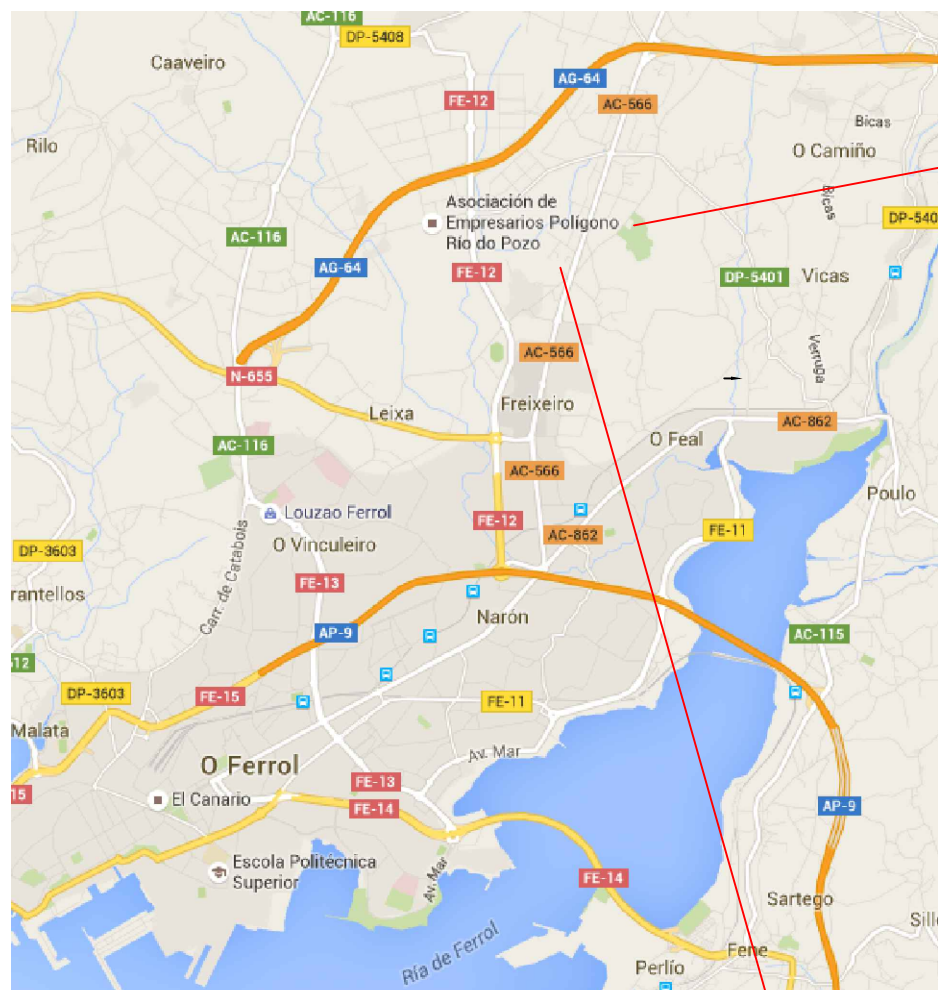 AC-116
DP-5408
Caaveiro
AG-64
FE-12
AC-566
Bicas
Rilo
O Camiño
Bicas
Asociación de
Empresarios Polígono
Río do Pozo
DP-540
AC-116
AG-64
FE-12
DP-5401
Vicas
AC-566
Verruga
N-655
Leixa
Freixeiro
AC-862
AC-116
O Feal
AC-566
Poulo
Louzao Ferrol
FE-12
AC-862
FE-11
O Vinculeiro
DP-3603
Carr. de Catabois
FE-13
rantellos
Narón
AP-9
AC-115
12
DP-3603
FE-15
FE-11
Malata
Av. Mar
O Ferrol
FE-13
15
El Canario
FE-14
AP-9
Escola Politécnica
Superior
Av. Mar
FE-14
Sartego
Sill
Ría de Ferrol
Fene
Perlío